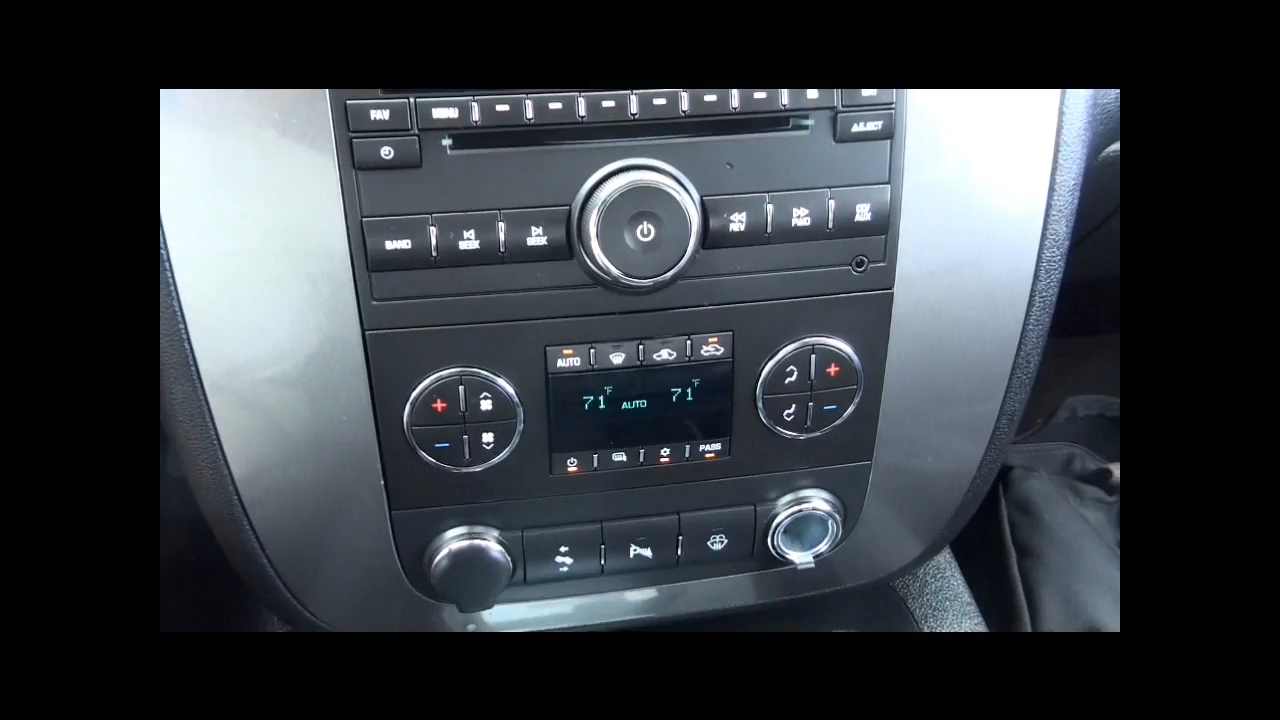 FAV MENU
EJECT
BAND SEEK SEEK REV FWD CD/AUX
AUTO
71°F AUTO 71°F
PASS